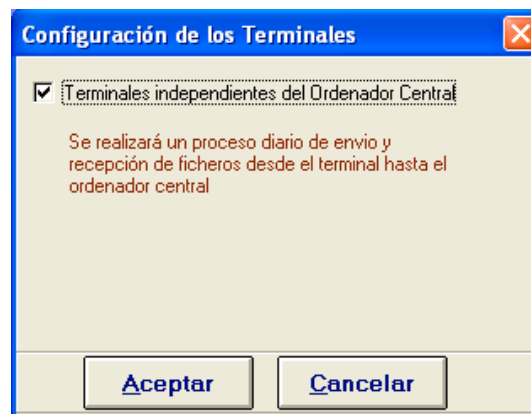 Configuración de los Terminales
Terminales independientes del Ordenador Central
Se realizará un proceso diario de envio y
recepción de ficheros desde el terminal hasta el
ordenador central
Aceptar
Cancelar